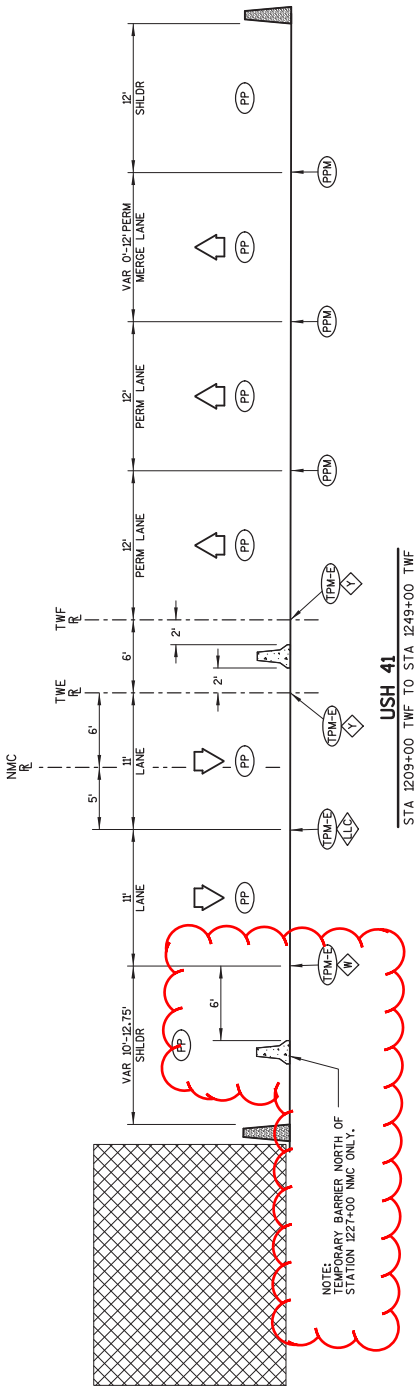 NMC
R
TWE
R
TWF
R
6'
5'
VAR 10'-12.75'
SHLDR
11'
LANE
11'
LANE
6'
12'
PERM LANE
12'
PERM LANE
VAR 0'-12' PERM
MERGE LANE
12'
SHLDR
2'
2'
6'
PP
PP
PP
PP
PP
PP
PP
TPM-E
W
TPM-E
LLC
TPM-E
Y
TPM-E
Y
PPM
PPM
PPM
NOTE:
TEMPORARY BARRIER NORTH OF
STATION 1227+00 NMC ONLY.
USH 41
STA 1209+00 TWF TO STA 1249+00 TWF